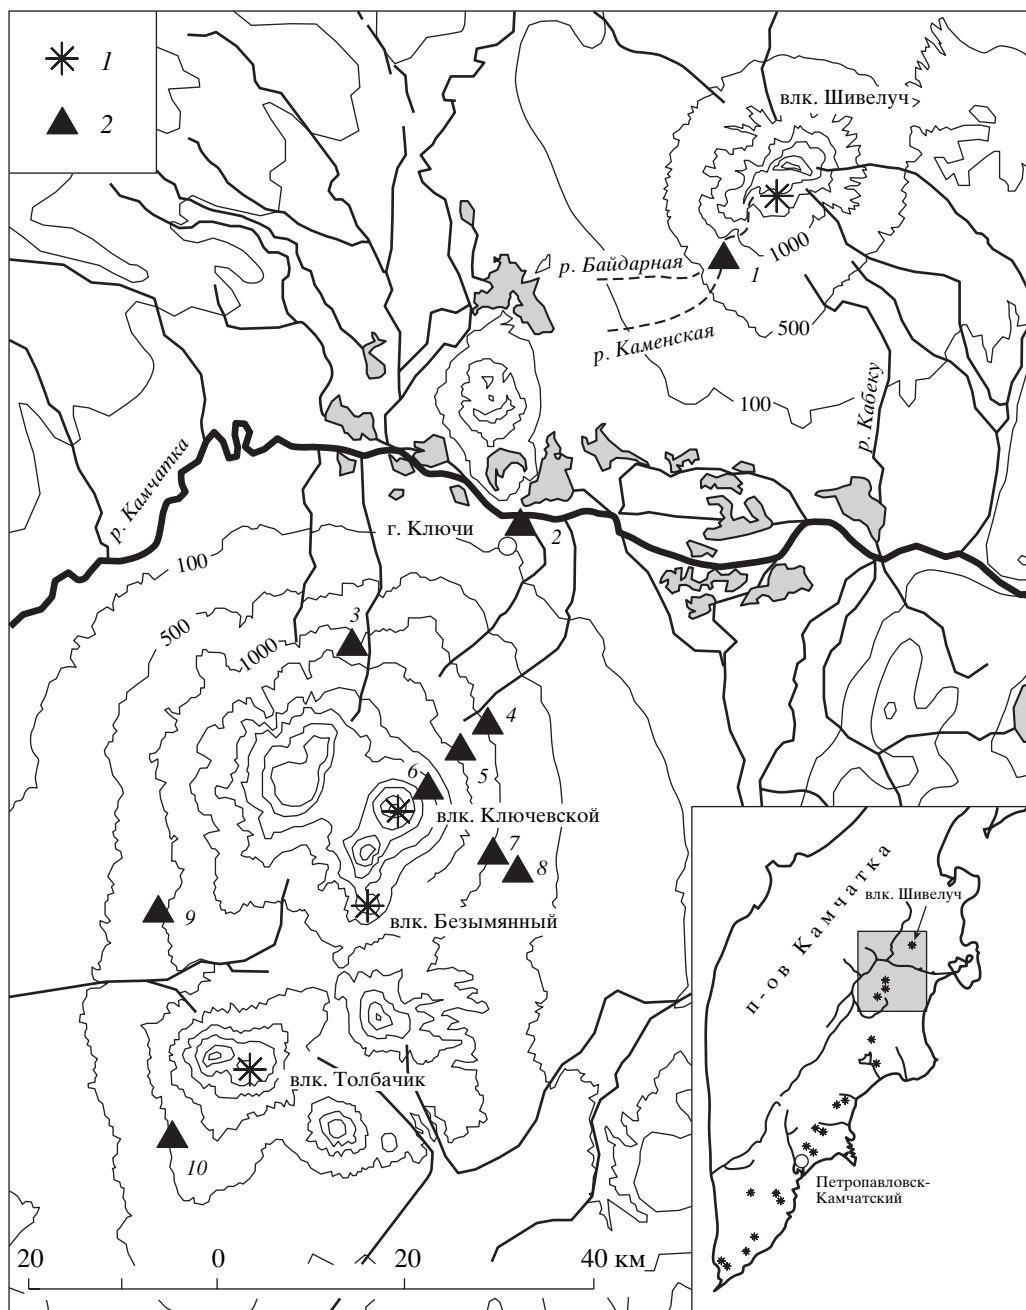 1
2
влк. Шивелуч
1000
1
р. Байдарная
р. Каменская
500
100
р. Кабеку
р. Камчатка
г. Ключи
2
100
500
3
1000
4
5
6
влк. Ключевской
7
8
влк. Безымянный
9
влк. Толбачик
10
20
0
20
40 км
п-ов Камчатка
влк. Шивелуч
Петропавловск-
Камчатский